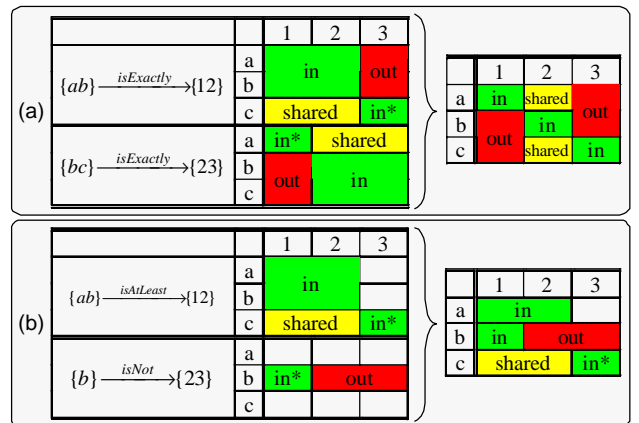 (a)
1 2 3
{ab} isExactly {12} a in out
b
c shared in*
{bc} isExactly {23} a in* shared
b out in
c
1 2 3
a in shared out
b out in
c shared in
(b)
1 2 3
{ab} isAtLeast {12} a in
b
c shared in*
{b} isNot {23} a
b in* out
c
1 2 3
a in
b in out
c shared in*